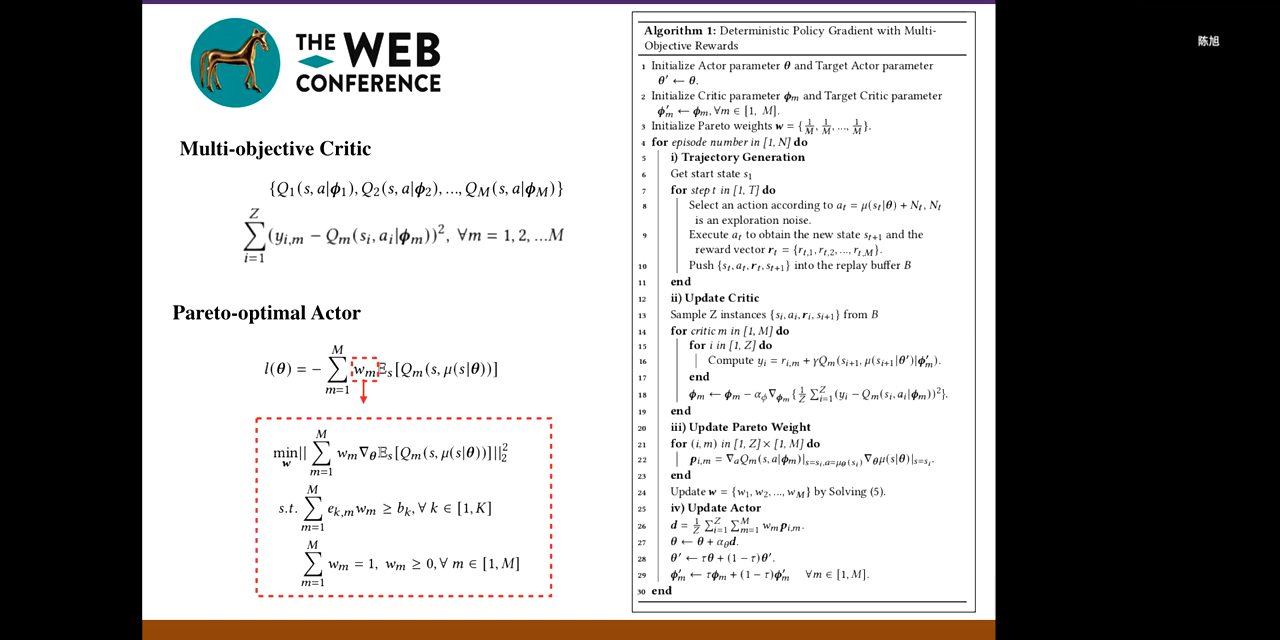 THE WEB
CONFERENCE
Multi-objective Critic
{Q₁(s, a|ϕ₁), Q₂(s, a|ϕ₂), ..., Q_M(s, a|ϕ_M)}
∑_{i=1}^{Z} (y_{i,m} − Q_m(s_i, a_i|ϕ_m))², ∀m = 1, 2, ...M
Pareto-optimal Actor
l(θ) = − ∑_{m=1}^{M} w_m 𝔼_s[Q_m(s, μ(s|θ))]
min_w || ∑_{m=1}^{M} w_m ∇_θ 𝔼_s[Q_m(s, μ(s|θ))]||₂²
s.t. ∑_{m=1}^{M} e_{k,m} w_m ≥ b_k, ∀ k ∈ [1, K]
∑_{m=1}^{M} w_m = 1, w_m ≥ 0, ∀ m ∈ [1, M]
Algorithm 1: Deterministic Policy Gradient with Multi-
Objective Rewards
1 Initialize Actor parameter θ and Target Actor parameter
θ′ ← θ.
2 Initialize Critic parameter ϕ_m and Target Critic parameter
ϕ′_m ← ϕ_m, ∀m ∈ [1, M].
3 Initialize Pareto weights w = {1/M, 1/M, ..., 1/M}.
4 for episode number in [1, N] do
5 i) Trajectory Generation
6 Get start state s₁
7 for step t in [1, T] do
8 Select an action according to a_t = μ(s_t|θ) + N_t, N_t
is an exploration noise.
9 Execute a_t to obtain the new state s_{t+1} and the
reward vector r_t = {r_{t,1}, r_{t,2}, ..., r_{t,M}}.
10 Push {s_t, a_t, r_t, s_{t+1}} into the replay buffer B
11 end
12 ii) Update Critic
13 Sample Z instances {s_i, a_i, r_i, s_{i+1}} from B
14 for critic m in [1, M] do
15 for i in [1, Z] do
16 Compute y_i = r_{i,m} + γQ_m(s_{i+1}, μ(s_{i+1}|θ′)|ϕ′_m).
17 end
18 ϕ_m ← ϕ_m − α_ϕ ∇_{ϕ_m} {1/Z ∑_{i=1}^{Z} (y_i − Q_m(s_i, a_i|ϕ_m))²}.
19 end
20 iii) Update Pareto Weight
21 for (i, m) in [1, Z] × [1, M] do
22 p_{i,m} = ∇_a Q_m(s, a|ϕ_m)|_{s=s_i, a=μ_θ(s_i)} ∇_θ μ(s|θ)|_{s=s_i}.
23 end
24 Update w = {w₁, w₂, ..., w_M} by Solving (5).
25 iv) Update Actor
26 d = 1/Z ∑_{i=1}^{Z} ∑_{m=1}^{M} w_m p_{i,m}.
27 θ ← θ + α_θ d.
28 θ′ ← τθ + (1 − τ)θ′.
29 ϕ′_m ← τϕ_m + (1 − τ)ϕ′_m ∀m ∈ [1, M].
30 end
陈旭